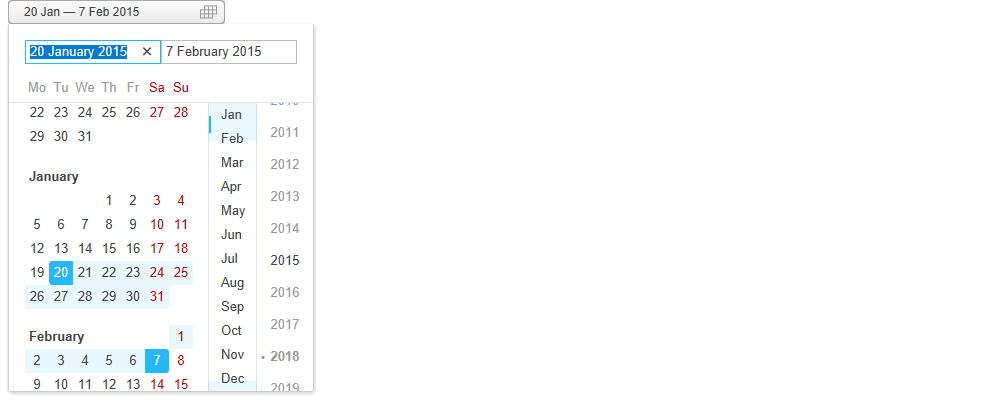 20 Jan — 7 Feb 2015
20 January 2015 ✕ 7 February 2015
Mo Tu We Th Fr Sa Su
22 23 24 25 26 27 28
29 30 31
January
1 2 3 4
5 6 7 8 9 10 11
12 13 14 15 16 17 18
19 20 21 22 23 24 25
26 27 28 29 30 31
February 1
2 3 4 5 6 7 8
9 10 11 12 13 14 15
Jan
Feb
Mar
Apr
May
Jun
Jul
Aug
Sep
Oct
Nov
Dec
2010
2011
2012
2013
2014
2015
2016
2017
• 2018
2019